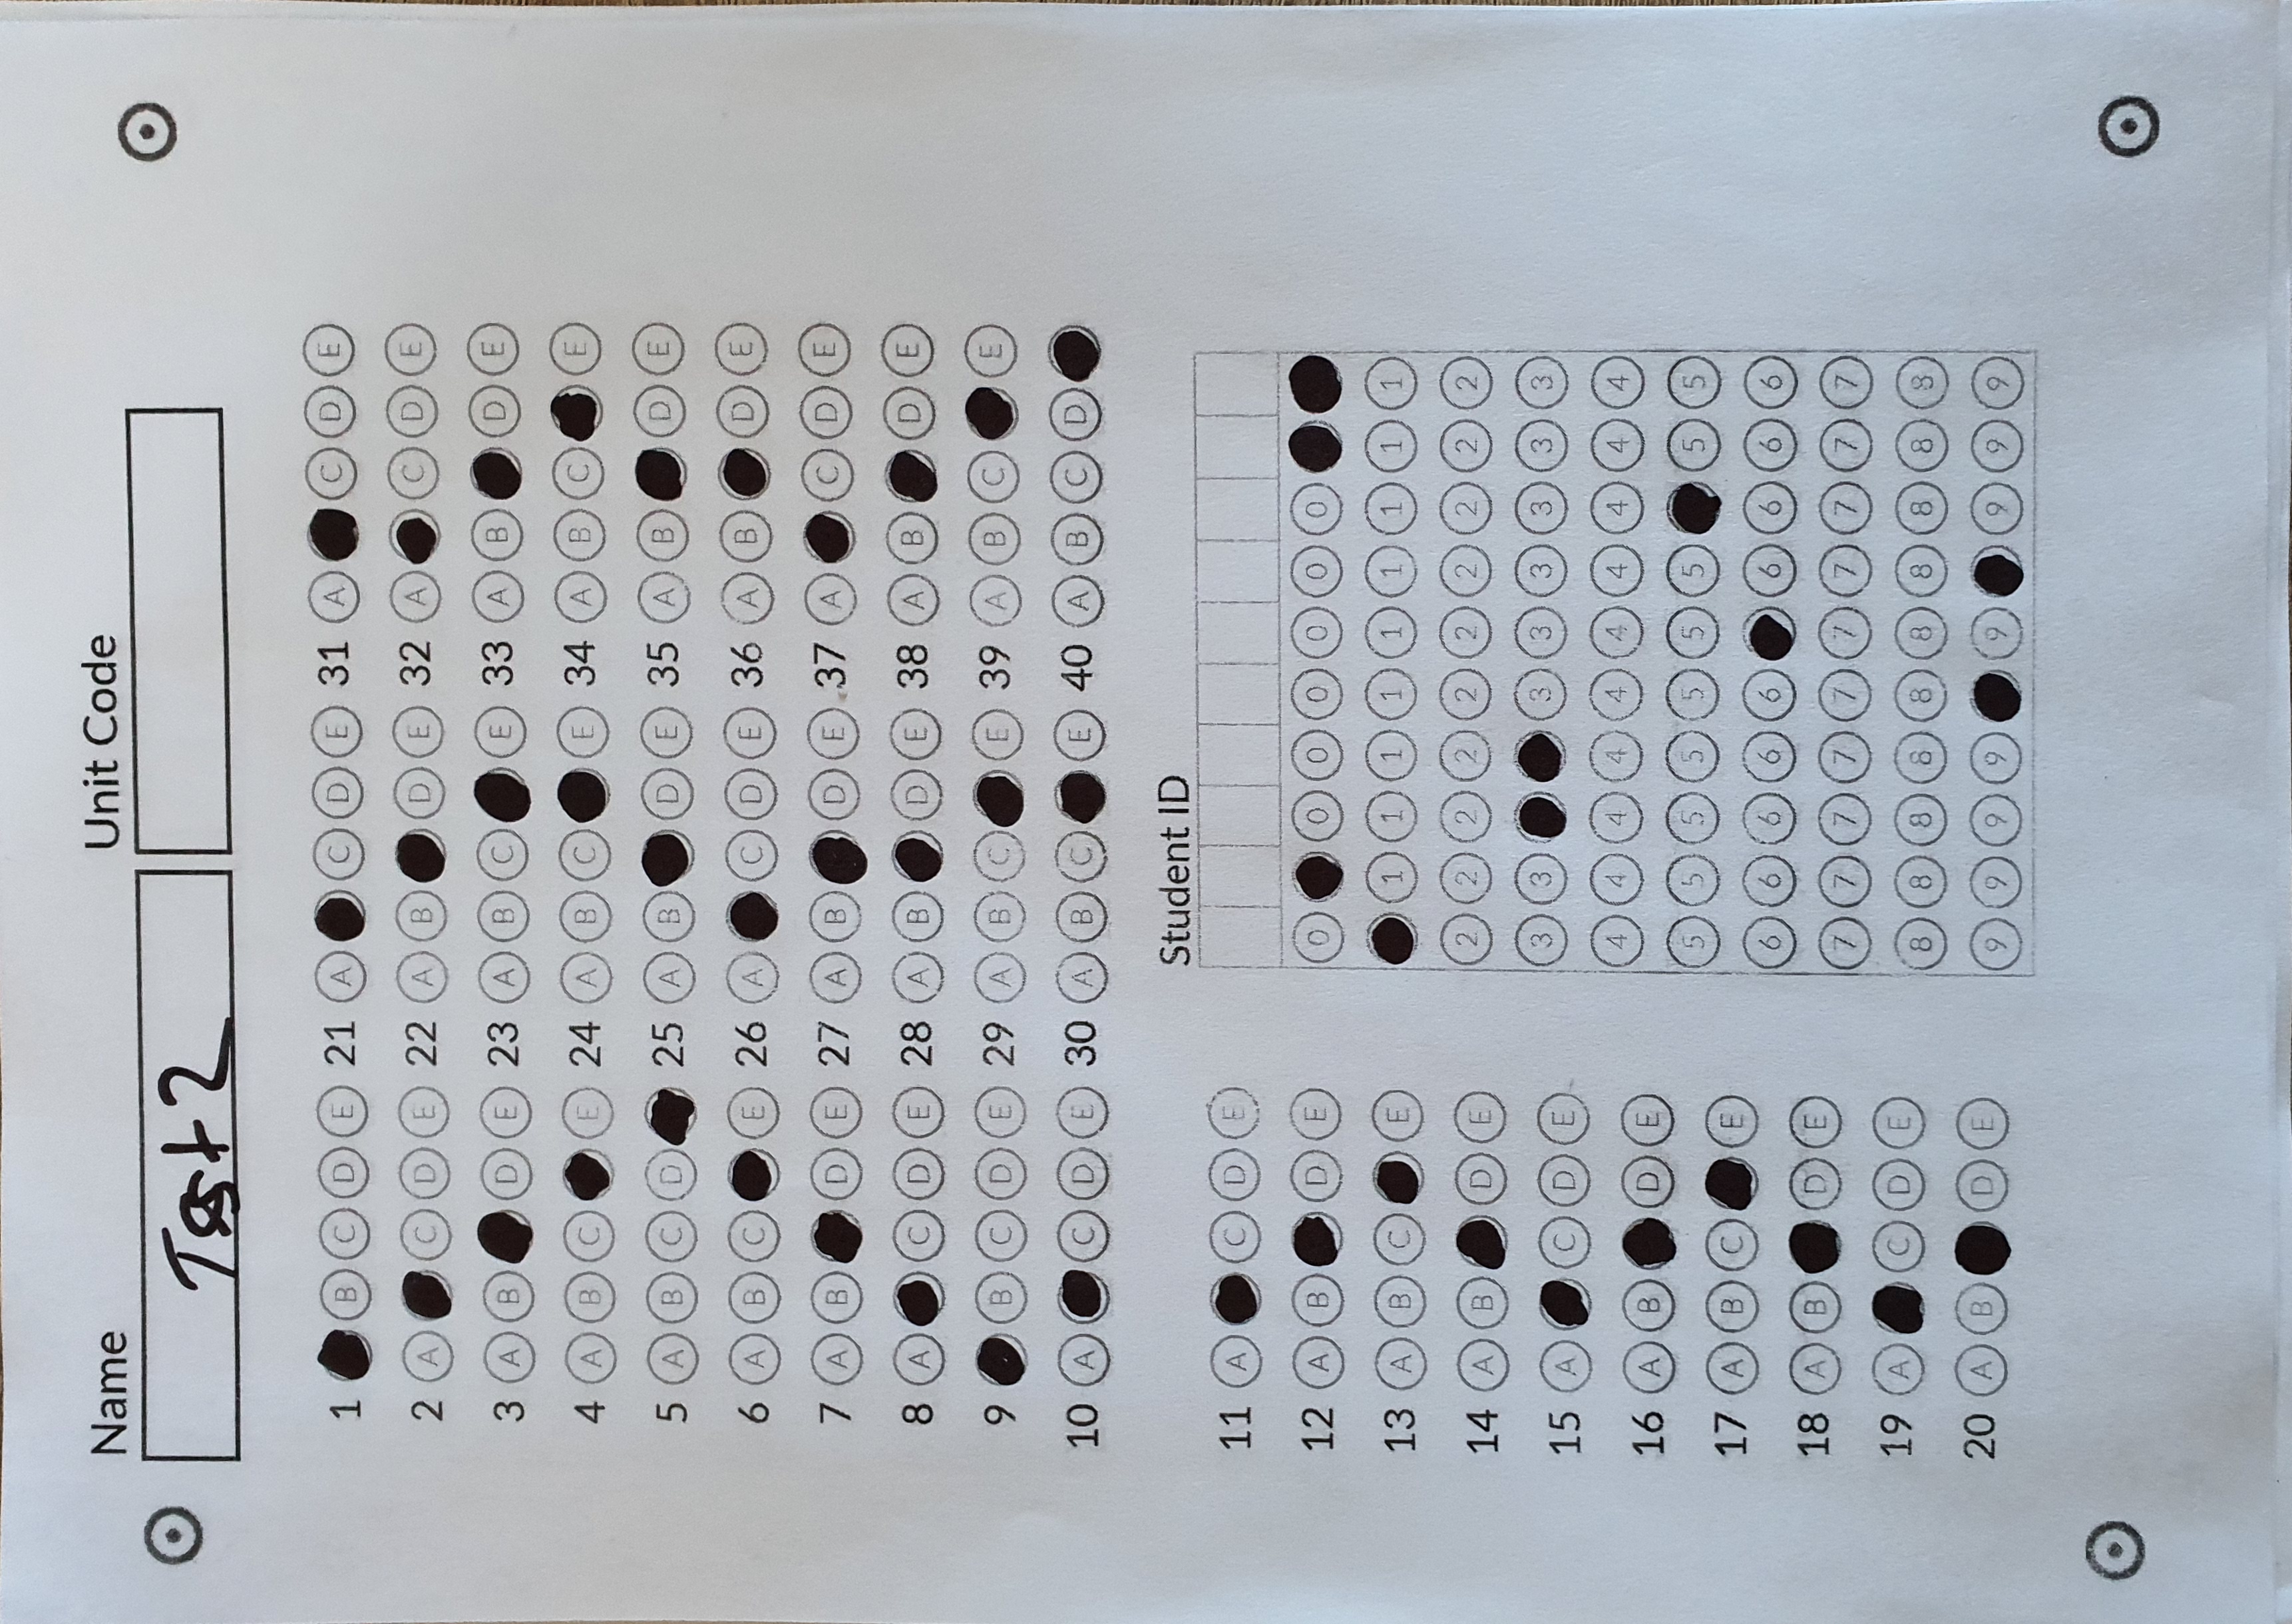 Name Unit Code
Test 2
1 B C D E 21 A C D E 31 A C D E
2 A C D E 22 A B D E 32 A C D E
3 A B D E 23 A B C E 33 A B D E
4 A B C E 24 A B C E 34 A B C E
5 A B C D 25 A B D E 35 A B D E
6 A B C E 26 A C D E 36 A B D E
7 A B D E 27 A B D E 37 A C D E
8 A C D E 28 A B D E 38 A B D E
9 B C D E 29 A B C E 39 A B C E
10 A C D E 30 A B C E 40 A B C D
11 A C D E
12 A B D E
13 A B C E
14 A B D E
15 A C D E
16 A B D E
17 A B C E
18 A B D E
19 A C D E
20 A B D E
Student ID
0 0 0 0 0 0 0
1 1 1 1 1 1 1 1 1
2 2 2 2 2 2 2 2 2 2
3 3 3 3 3 3 3 3
4 4 4 4 4 4 4 4 4 4
5 5 5 5 5 5 5 5 5
6 6 6 6 6 6 6 6 6
7 7 7 7 7 7 7 7 7 7
8 8 8 8 8 8 8 8 8 8
9 9 9 9 9 9 9 9